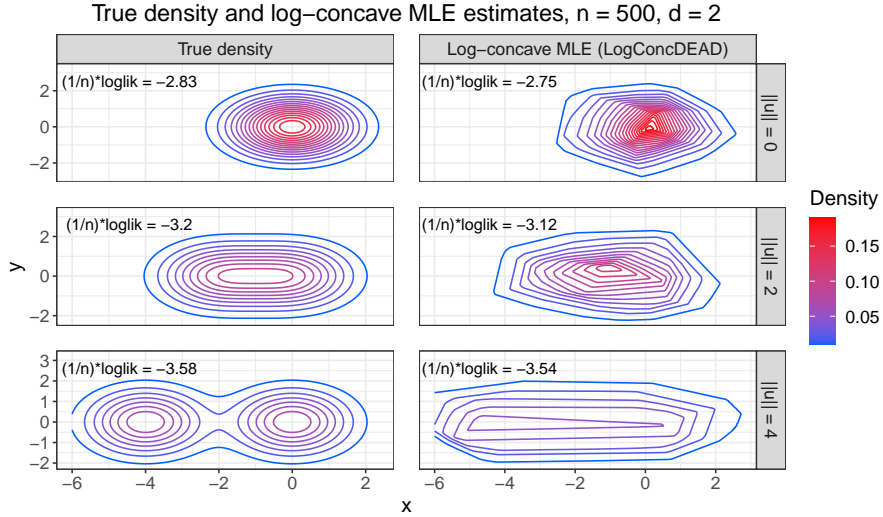 True density and log−concave MLE estimates, n = 500, d = 2
True density
Log−concave MLE (LogConcDEAD)
(1/n)*loglik = −2.83
(1/n)*loglik = −2.75
2
0
−2
||u|| = 0
(1/n)*loglik = −3.2
(1/n)*loglik = −3.12
2
0
−2
||u|| = 2
(1/n)*loglik = −3.58
(1/n)*loglik = −3.54
3
2
1
0
−1
−2
||u|| = 4
y
−6 −4 −2 0 2
−6 −4 −2 0 2
x
Density
0.15
0.10
0.05